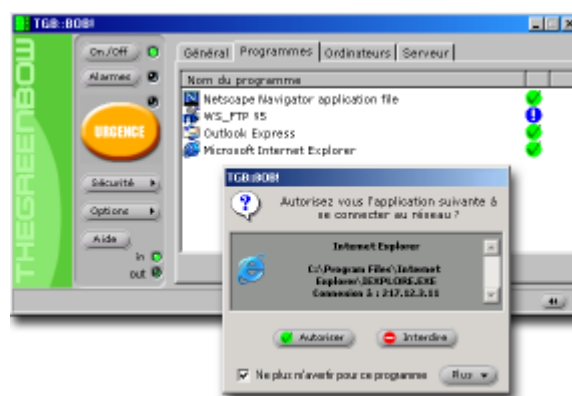 TGB::BOB!
THEGREENBOW
On/Off
Alarmes
URGENCE
Sécurité
Options
Aide
in
out
Général Programmes Ordinateurs Serveur
Nom du programme
Netscape Navigator application file
WS_FTP 95
Outlook Express
Microsoft Internet Explorer
TGB::BOB!
Autorisez vous l'application suivante à
se connecter au réseau ?
Internet Explorer
C:\Program Files\Internet
Explorer\IEXPLORE.EXE
Connexion à : 217.12.3.11
Autoriser Interdire
Ne plus m'avertir pour ce programme Plus